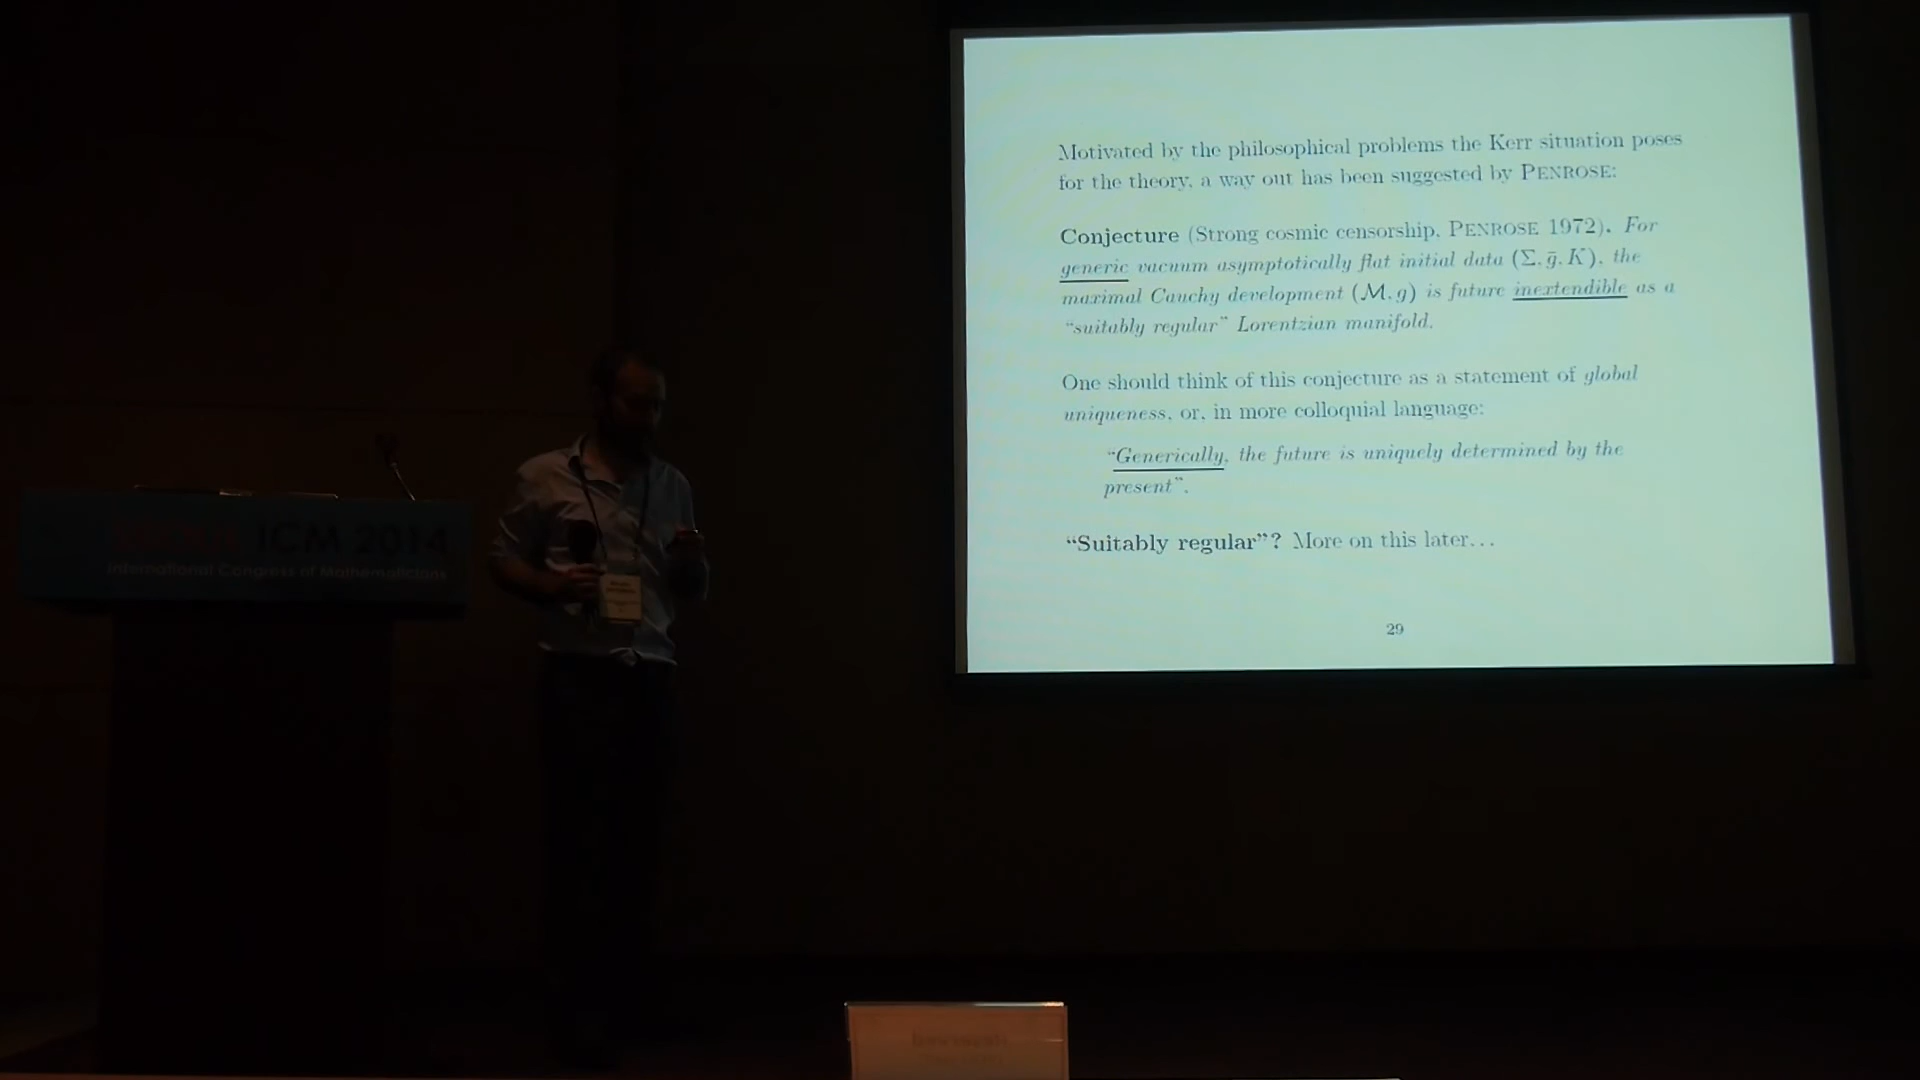 Motivated by the philosophical problems the Kerr situation poses
for the theory, a way out has been suggested by PENROSE:
Conjecture (Strong cosmic censorship, PENROSE 1972). For
generic vacuum asymptotically flat initial data (Σ, ḡ, K), the
maximal Cauchy development (ℳ, g) is future inextendible as a
“suitably regular” Lorentzian manifold.
One should think of this conjecture as a statement of global
uniqueness, or, in more colloquial language:
“Generically, the future is uniquely determined by the
present”.
“Suitably regular”? More on this later…
29
ICM 2014
International Congress of Mathematicians